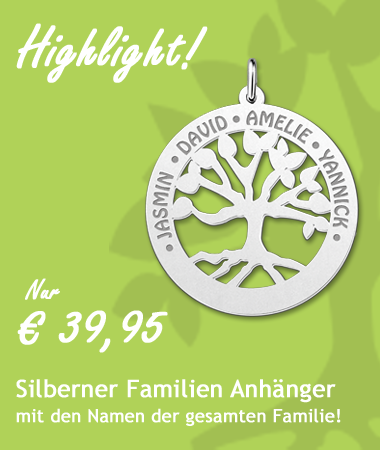 Highlight!
• JASMIN • DAVID • AMELIE • YANNICK •
Nur
€ 39,95
Silberner Familien Anhänger
mit den Namen der gesamten Familie!